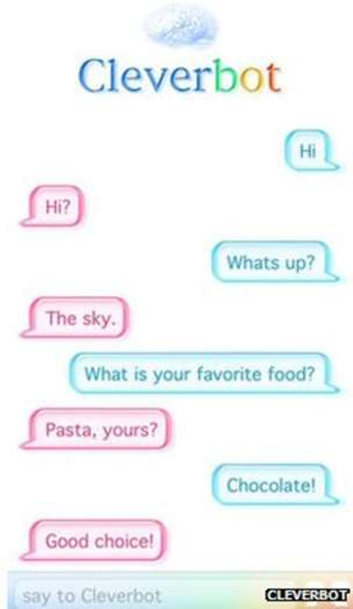 Cleverbot
Hi
Hi?
Whats up?
The sky.
What is your favorite food?
Pasta, yours?
Chocolate!
Good choice!
say to Cleverbot
CLEVERBOT